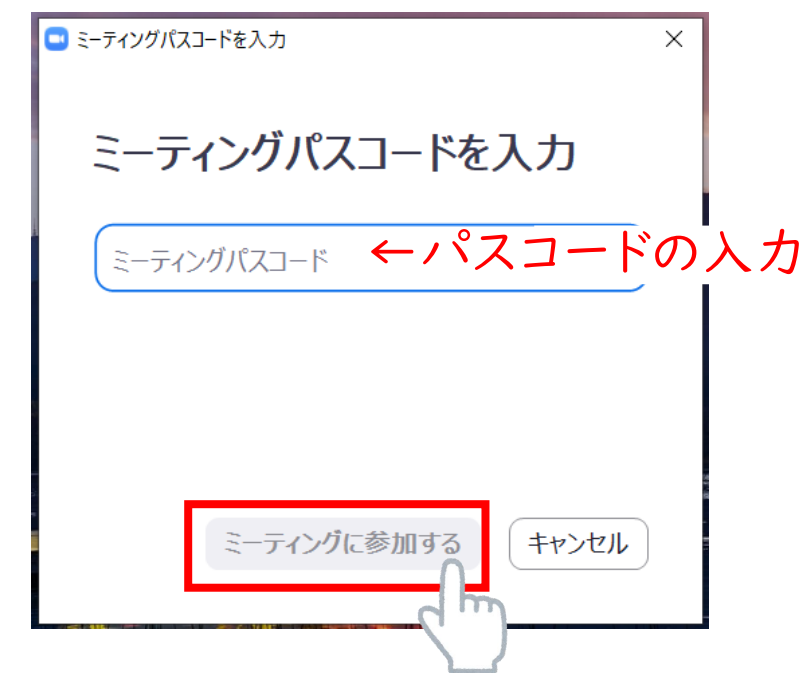 ミーティングパスコードを入力
ミーティングパスコードを入力
ミーティングパスコード ←パスコードの入力
ミーティングに参加する キャンセル